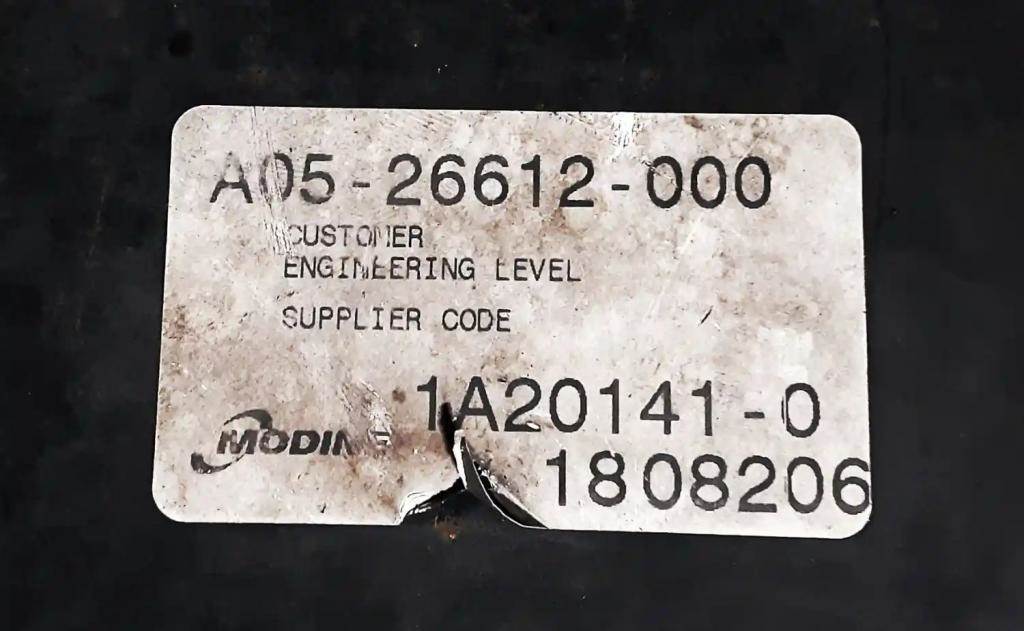 A05-26612-000
CUSTOMER
ENGINEERING LEVEL
SUPPLIER CODE
1A20141-0
MODINE
1808206